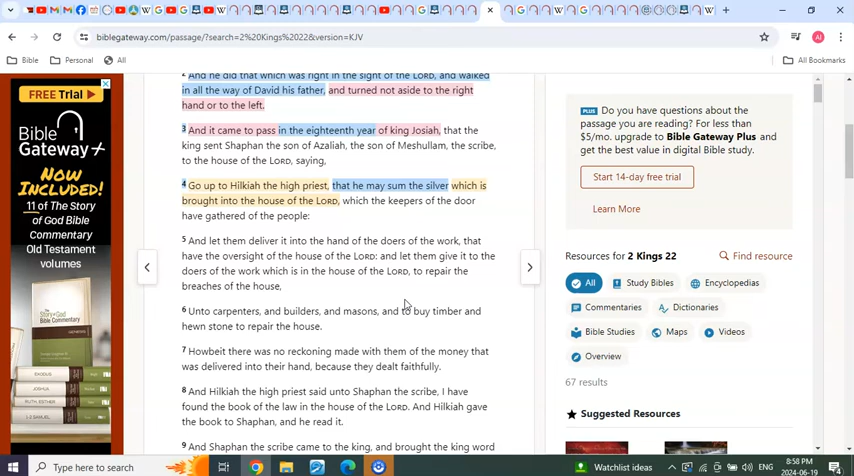 biblegateway.com/passage/?search=2%20Kings%2022&version=KJV
AI
Bible
Personal
All
All Bookmarks
FREE Trial
Bible
Gateway+
NOW
INCLUDED!
11 of The Story
of God Bible
Commentary
Old Testament
volumes
EXODUS
JOSHUA
RUTH, ESTHER
1-2 SAMUEL
2 And he did that which was right in the sight of the LORD, and walked
in all the way of David his father, and turned not aside to the right
hand or to the left.
3 And it came to pass in the eighteenth year of king Josiah, that the
king sent Shaphan the son of Azaliah, the son of Meshullam, the scribe,
to the house of the LORD, saying,
4 Go up to Hilkiah the high priest, that he may sum the silver which is
brought into the house of the LORD, which the keepers of the door
have gathered of the people:
5 And let them deliver it into the hand of the doers of the work, that
have the oversight of the house of the LORD: and let them give it to the
doers of the work which is in the house of the LORD, to repair the
breaches of the house,
6 Unto carpenters, and builders, and masons, and to buy timber and
hewn stone to repair the house.
7 Howbeit there was no reckoning made with them of the money that
was delivered into their hand, because they dealt faithfully.
8 And Hilkiah the high priest said unto Shaphan the scribe, I have
found the book of the law in the house of the LORD. And Hilkiah gave
the book to Shaphan, and he read it.
9 And Shaphan the scribe came to the king, and brought the king word
PLUS Do you have questions about the
passage you are reading? For less than
$5/mo. upgrade to Bible Gateway Plus and
get the best value in digital Bible study.
Start 14-day free trial
Learn More
Resources for 2 Kings 22
Find resource
All
Study Bibles
Encyclopedias
Commentaries
Dictionaries
Bible Studies
Maps
Videos
Overview
67 results
Suggested Resources
Type here to search
Watchlist ideas
ENG
8:58 PM
2024-06-19